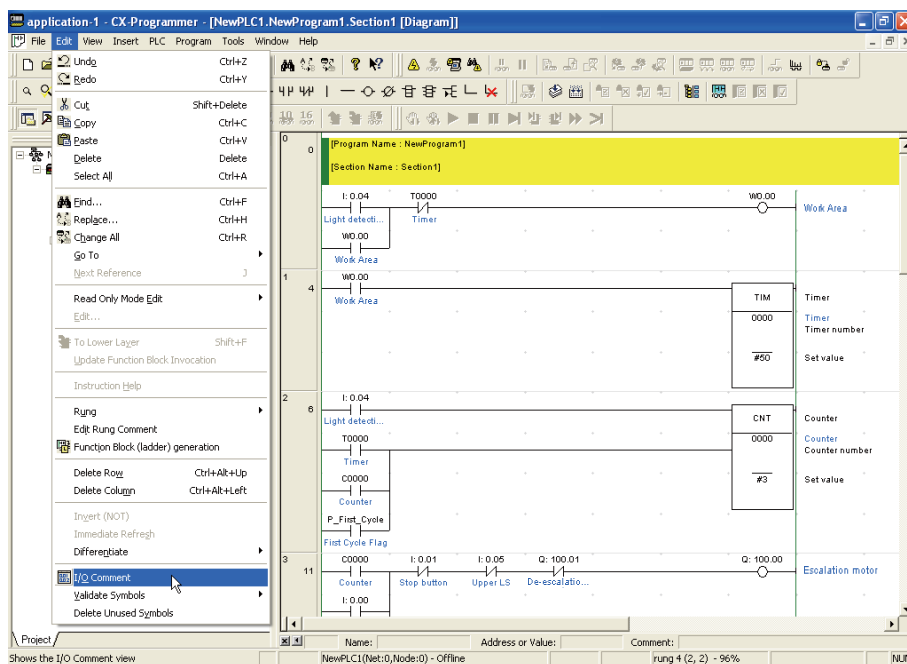 application-1 - CX-Programmer - [NewPLC1.NewProgram1.Section1 [Diagram]]
File Edit View Insert PLC Program Tools Window Help
Undo Ctrl+Z
Redo Ctrl+Y
Cut Shift+Delete
Copy Ctrl+C
Paste Ctrl+V
Delete Delete
Select All Ctrl+A
Find... Ctrl+F
Replace... Ctrl+H
Change All Ctrl+R
Go To
Next Reference J
Read Only Mode Edit
Edit...
To Lower Layer Shift+F
Update Function Block Invocation
Instruction Help
Rung
Edit Rung Comment
Function Block (ladder) generation
Delete Row Ctrl+Alt+Up
Delete Column Ctrl+Alt+Left
Invert (NOT)
Immediate Refresh
Differentiate
I/O Comment
Validate Symbols
Delete Unused Symbols
Project
10 16
0
0
[Program Name : NewProgram1]
[Section Name : Section1]
I: 0.04 T0000 W0.00
Light detecti... Timer Work Area
W0.00
Work Area
1
4
W0.00
Work Area
TIM Timer
0000 Timer
Timer number
#50 Set value
2
6
I: 0.04
Light detecti...
CNT Counter
T0000
Timer
0000 Counter
Counter number
C0000
Counter
#3 Set value
P_First_Cycle
First Cycle Flag
3
11
C0000 I: 0.01 I: 0.05 Q: 100.01 Q: 100.00
Counter Stop button Upper LS De-escalatio... Escalation motor
I: 0.00
Name: Address or Value: Comment:
Shows the I/O Comment view
NewPLC1(Net:0,Node:0) - Offline
rung 4 (2, 2) - 96%